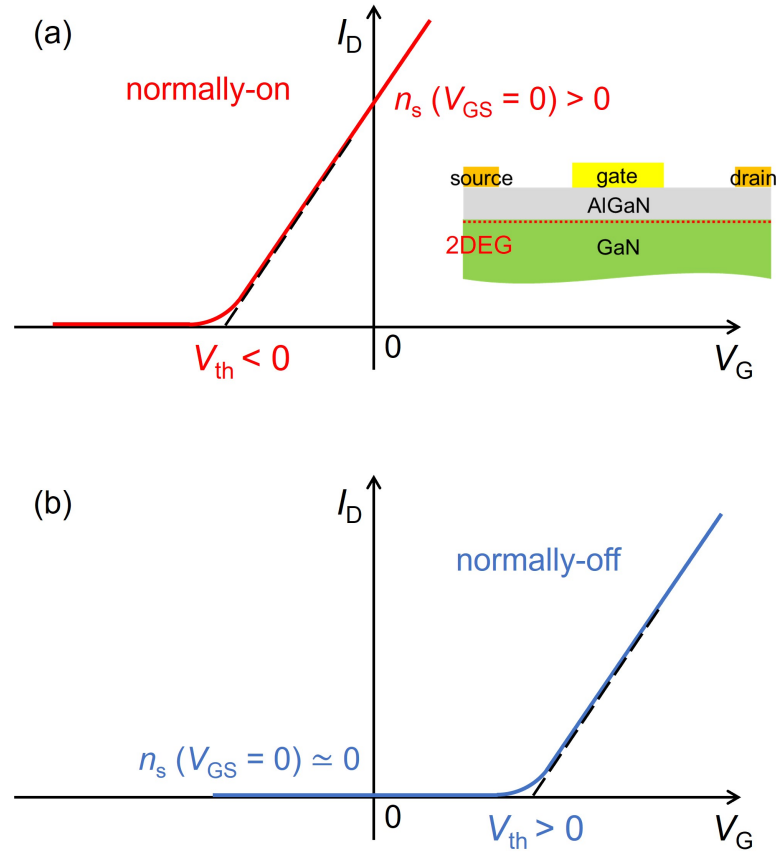 (a)
I_D
normally-on
n_s (V_GS = 0) > 0
source
gate
drain
AlGaN
2DEG
GaN
0
V_th < 0
V_G
(b)
I_D
normally-off
n_s (V_GS = 0) ≃ 0
0
V_th > 0
V_G